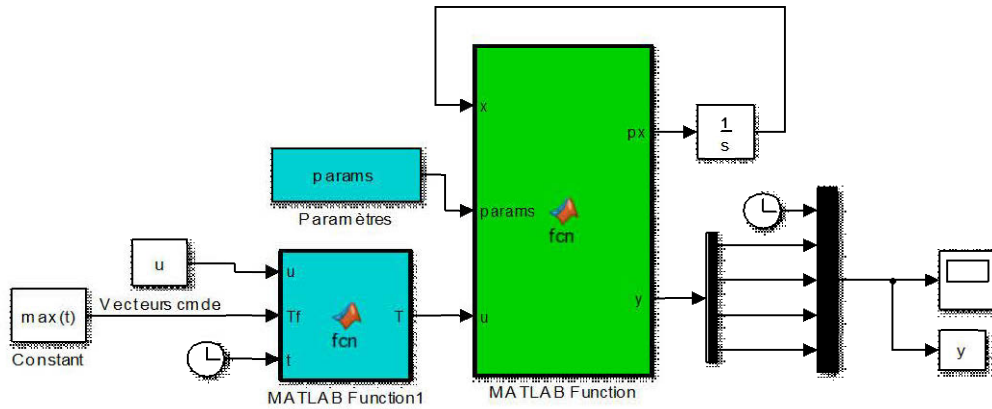 x
px
1
s
params
Paramètres
params
fcn
u
u
Vecteurs cmde
max(t)
Tf
T
u
y
fcn
Constant
t
y
MATLAB Function1
MATLAB Function